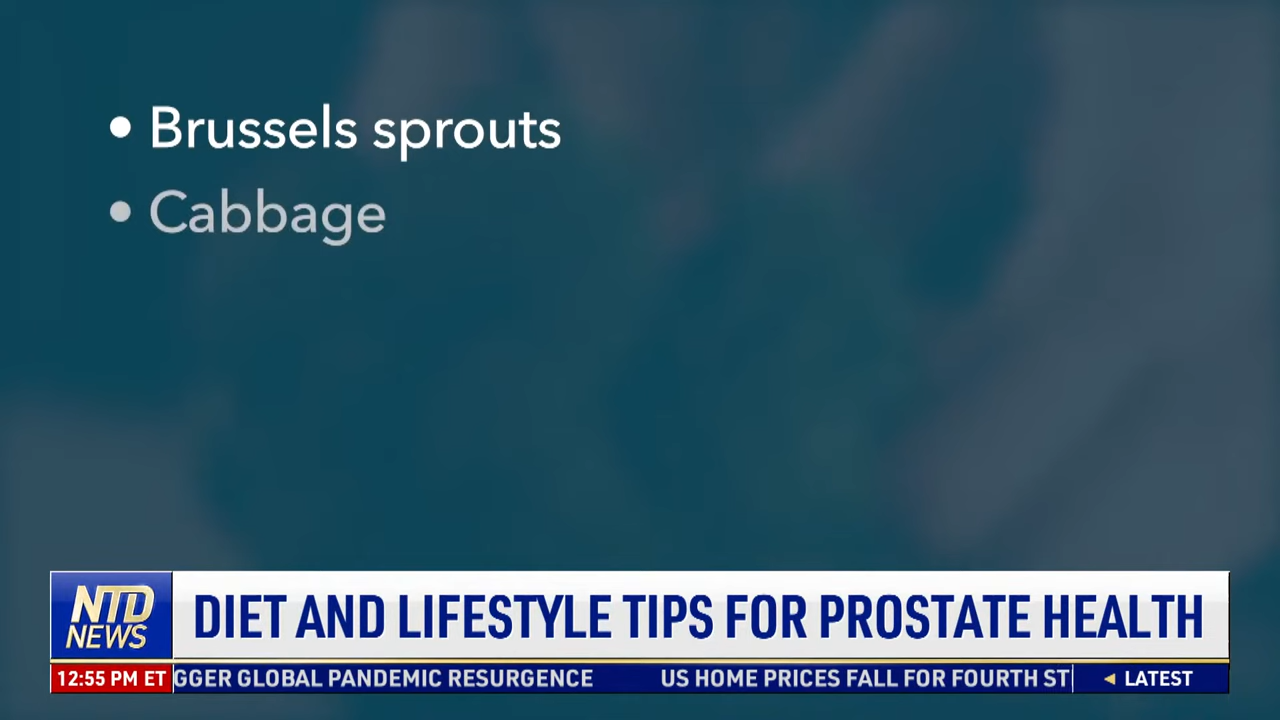 • Brussels sprouts
• Cabbage
NTD
NEWS
DIET AND LIFESTYLE TIPS FOR PROSTATE HEALTH
12:55 PM ET
GGER GLOBAL PANDEMIC RESURGENCE
US HOME PRICES FALL FOR FOURTH ST
LATEST